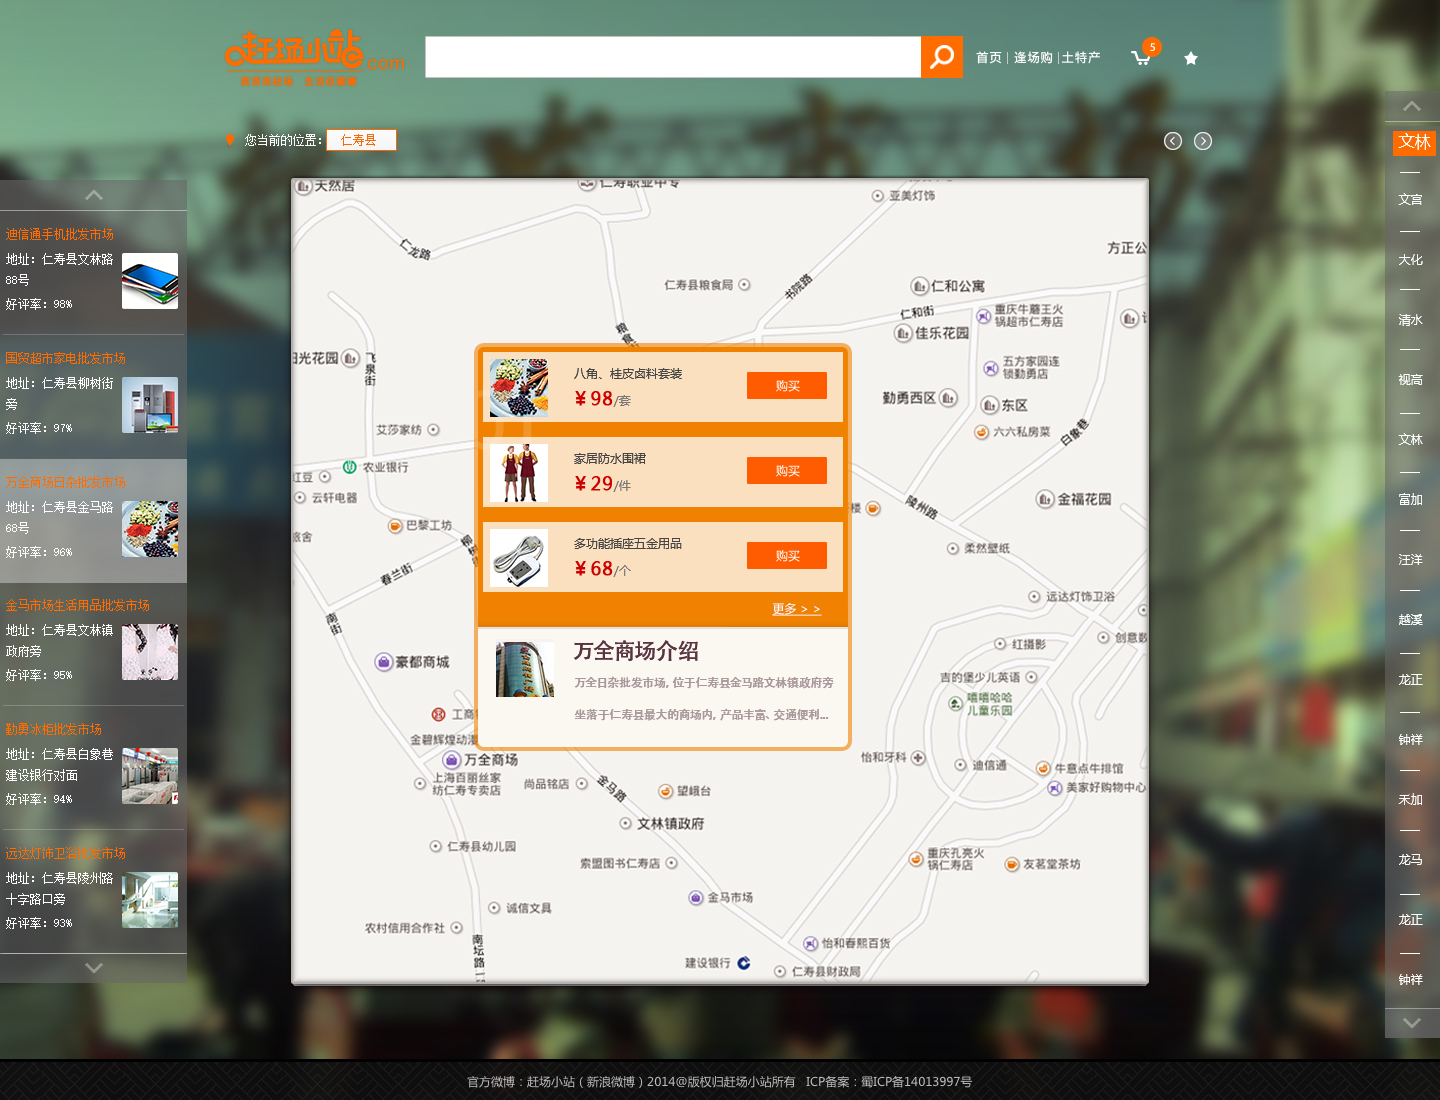 赶场小站.com
首页 | 逢场购 |土特产
5
您当前的位置：
仁寿县
迪信通手机批发市场
地址：仁寿县文林路
88号
好评率：98%
国贸超市家电批发市场
地址：仁寿县柳树街
旁
好评率：97%
万全商场日杂批发市场
地址：仁寿县金马路
68号
好评率：96%
金马市场生活用品批发市场
地址：仁寿县文林镇
政府旁
好评率：95%
勤勇冰柜批发市场
地址：仁寿县白象巷
建设银行对面
好评率：94%
远达灯饰卫浴批发市场
地址：仁寿县陵州路
十字路口旁
好评率：93%
天然居
仁寿职业中专
亚美灯饰
仁龙路
方正公
仁寿县粮食局
书院路
仁和公寓
仁和街
重庆牛蘑王火
锅超市仁寿店
佳乐花园
粮食
阳光花园
飞泉街
五方家园连
锁勤勇店
勤勇西区
东区
艾莎家纺
六六私房菜
白象巷
农业银行
红豆
云轩电器
金福花园
陵州路
楼
巴黎工坊
旅舍
柔然壁纸
春兰街
远达灯饰卫浴
南街
创意数
红摄影
豪都商城
吉的堡少儿英语
嘻嘻哈哈
儿童乐园
工商
金碧辉煌动漫
万全商场
怡和牙科
迪信通
牛意点牛排馆
上海百丽丝家
纺仁寿专卖店
尚品铭店
金马路
望峨台
美家好购物中心
文林镇政府
仁寿县幼儿园
索盟图书仁寿店
重庆孔亮火
锅仁寿店
友茗堂茶坊
金马市场
诚信文具
农村信用合作社
南坛路一
怡和春熙百货
建设银行
仁寿县财政局
八角、桂皮卤料套装
¥98/套
购买
家居防水围裙
¥29/件
购买
多功能插座五金用品
¥68/个
购买
更多 > >
万全商场介绍
万全日杂批发市场, 位于仁寿县金马路文林镇政府旁
坐落于仁寿县最大的商场内, 产品丰富、交通便利...
文林
文宫
大化
清水
视高
文林
富加
汪洋
越溪
龙正
钟祥
禾加
龙马
龙正
钟祥
官方微博：赶场小站（新浪微博）2014@版权归赶场小站所有 ICP备案：蜀ICP备14013997号